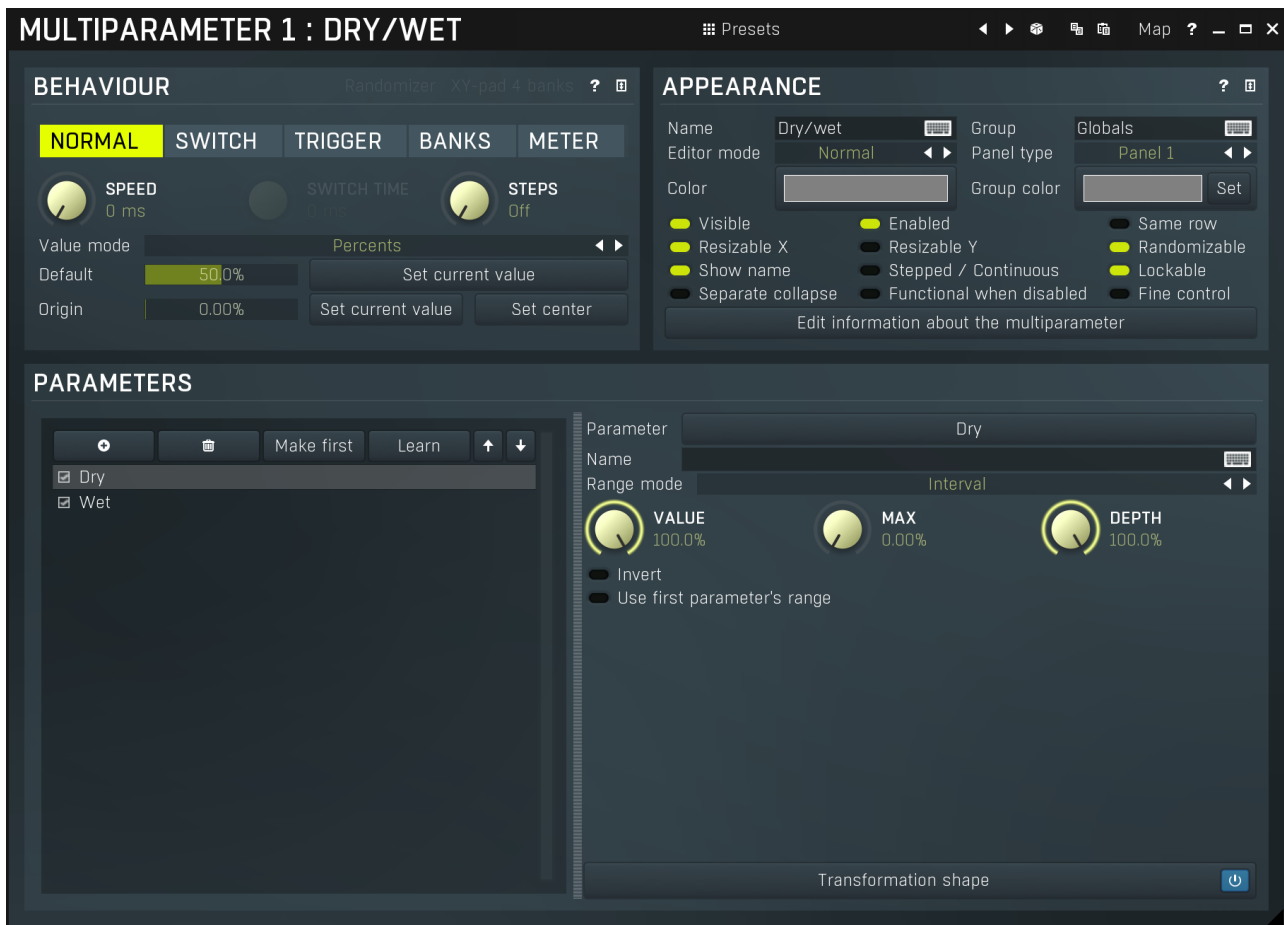 MULTIPARAMETER 1 : DRY/WET
Presets
Map ?
BEHAVIOUR
Randomizer XY-pad 4 banks ?
NORMAL SWITCH TRIGGER BANKS METER
SPEED
0 ms
SWITCH TIME
0 ms
STEPS
Off
Value mode Percents
Default 50.0% Set current value
Origin 0.00% Set current value Set center
APPEARANCE ?
Name Dry/wet Group Globals
Editor mode Normal Panel type Panel 1
Color Group color Set
Visible Enabled Same row
Resizable X Resizable Y Randomizable
Show name Stepped / Continuous Lockable
Separate collapse Functional when disabled Fine control
Edit information about the multiparameter
PARAMETERS
Make first Learn
Dry
Wet
Parameter Dry
Name
Range mode Interval
VALUE
100.0%
MAX
0.00%
DEPTH
100.0%
Invert
Use first parameter's range
Transformation shape